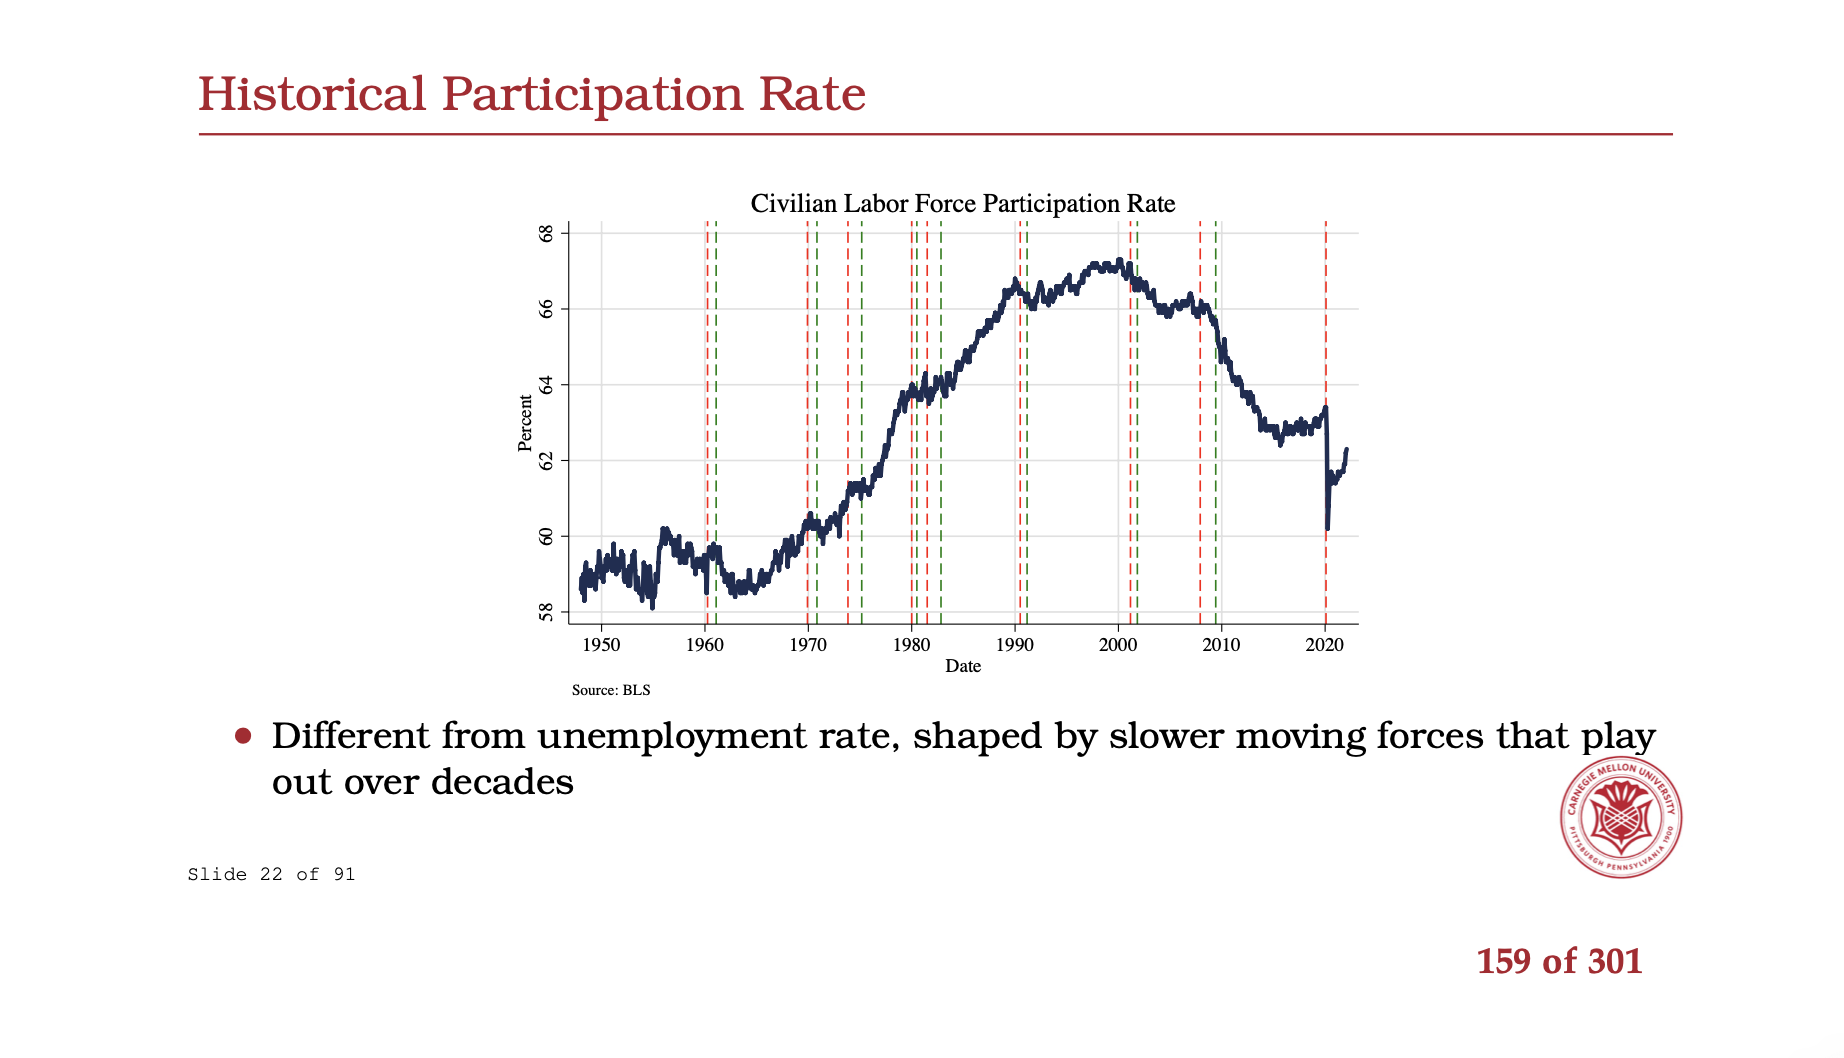 Historical Participation Rate
Civilian Labor Force Participation Rate
Percent
68
66
64
62
60
58
1950 1960 1970 1980 1990 2000 2010 2020
Date
Source: BLS
Different from unemployment rate, shaped by slower moving forces that play
out over decades
CARNEGIE MELLON UNIVERSITY
PITTSBURGH PENNSYLVANIA 1900
Slide 22 of 91
159 of 301